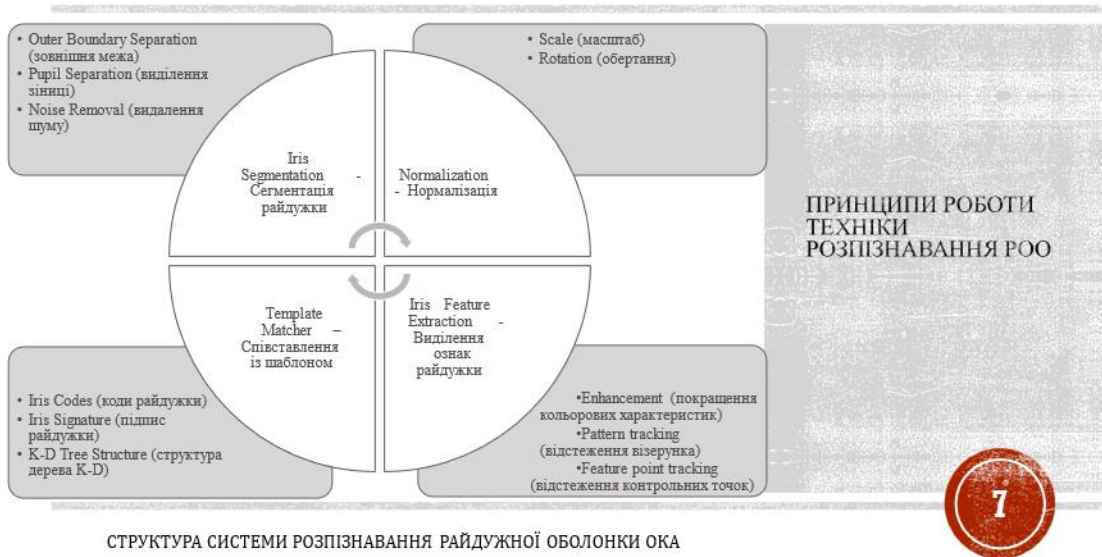 • Outer Boundary Separation
(зовнішня межа)
• Pupil Separation (виділення
зіниці)
• Noise Removal (видалення
шуму)
• Scale (масштаб)
• Rotation (обертання)
Iris
Segmentation -
Сегментація
райдужки
Normalization
- Нормалізація
ПРИНЦИПИ РОБОТИ
ТЕХНІКИ
РОЗПІЗНАВАННЯ РОО
Template
Matcher –
Співставлення
із шаблоном
Iris Feature
Extraction -
Виділення
ознак
райдужки
• Iris Codes (коди райдужки)
• Iris Signature (підпис
райдужки)
• K-D Tree Structure (структура
дерева K-D)
•Enhancement (покращення
кольорових характеристик)
•Pattern tracking
(відстеження візерунка)
•Feature point tracking
(відстеження контрольних точок)
7
СТРУКТУРА СИСТЕМИ РОЗПІЗНАВАННЯ РАЙДУЖНОЇ ОБОЛОНКИ ОКА